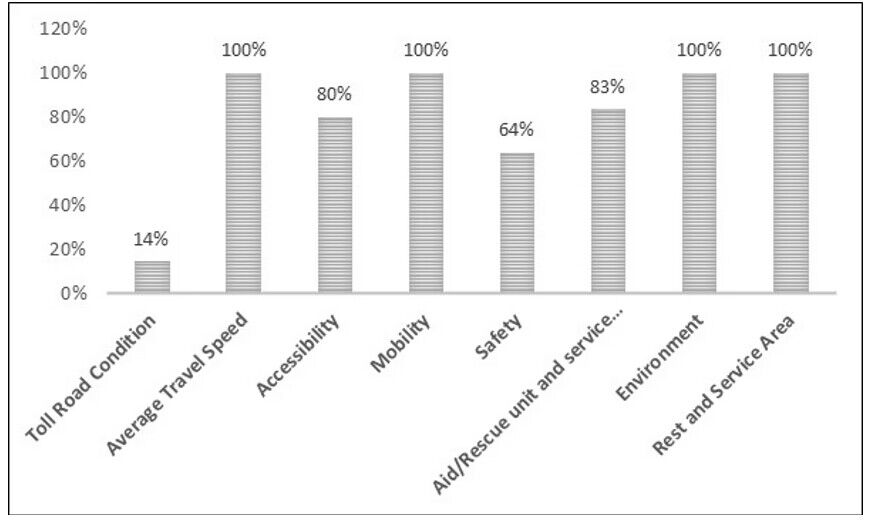 120%
100%
80%
60%
40%
20%
0%
14%
100%
80%
100%
64%
83%
100%
100%
Toll Road Condition
Average Travel Speed
Accessibility
Mobility
Safety
Aid/Rescue unit and service...
Environment
Rest and Service Area